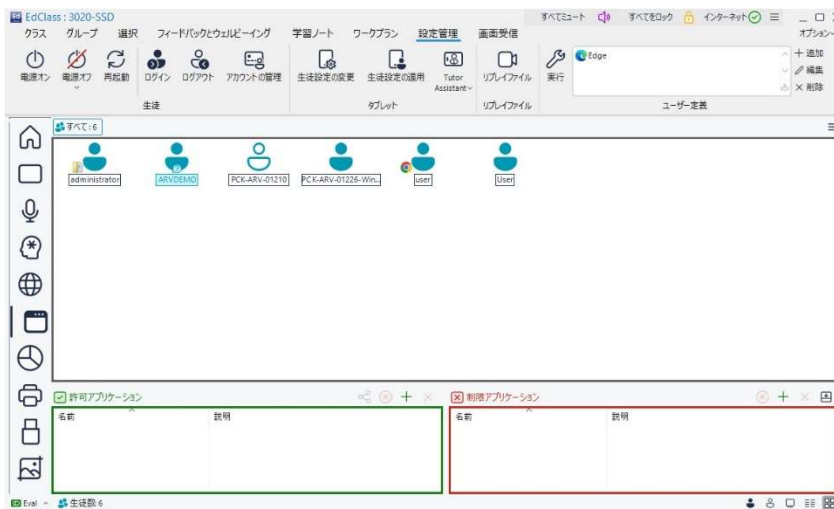 EdClass : 3020-SSD
すべてミュート すべてをロック インターネット
クラス グループ 選択 フィードバックとウェルビーイング 学習ノート ワークプラン 設定管理 画面受信 オプション
電源オン 電源オフ 再起動 ログイン ログアウト アカウントの管理 生徒設定の変更 生徒設定の適用 Tutor Assistant リプレイファイル 実行
Edge
追加
編集
削除
生徒 タブレット リプレイファイル ユーザー定義
すべて: 6
administrator ARVDEMO PCK-ARV-01210 PCK-ARV-01226-Win... user User
許可アプリケーション 制限アプリケーション
名前 説明 名前 説明
Eval 生徒数: 6